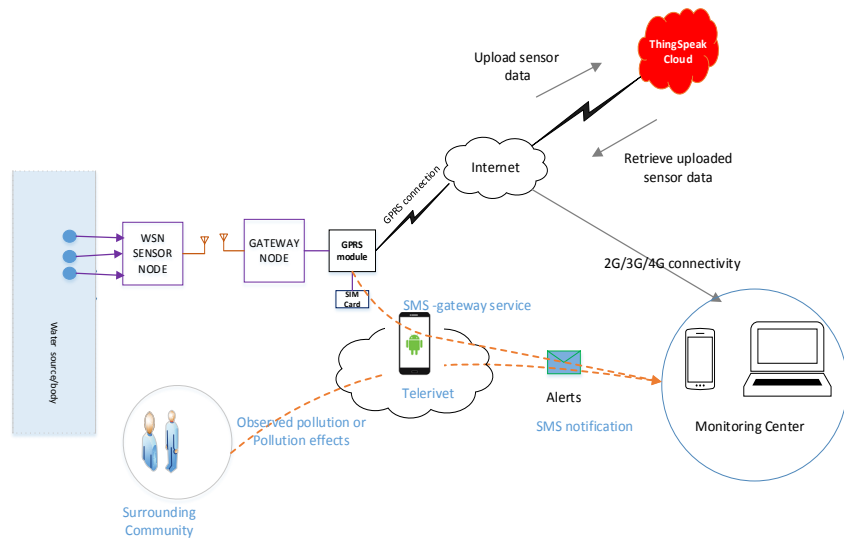 Upload sensor
data
ThingSpeak
Cloud
Internet
Retrieve uploaded
sensor data
GPRS connection
WSN
SENSOR
NODE
GATEWAY
NODE
GPRS
module
SIM
Card
2G/3G/4G connectivity
SMS -gateway service
Water source/body
Telerivet
Alerts
SMS notification
Monitoring Center
Observed pollution or
Pollution effects
Surrounding
Community